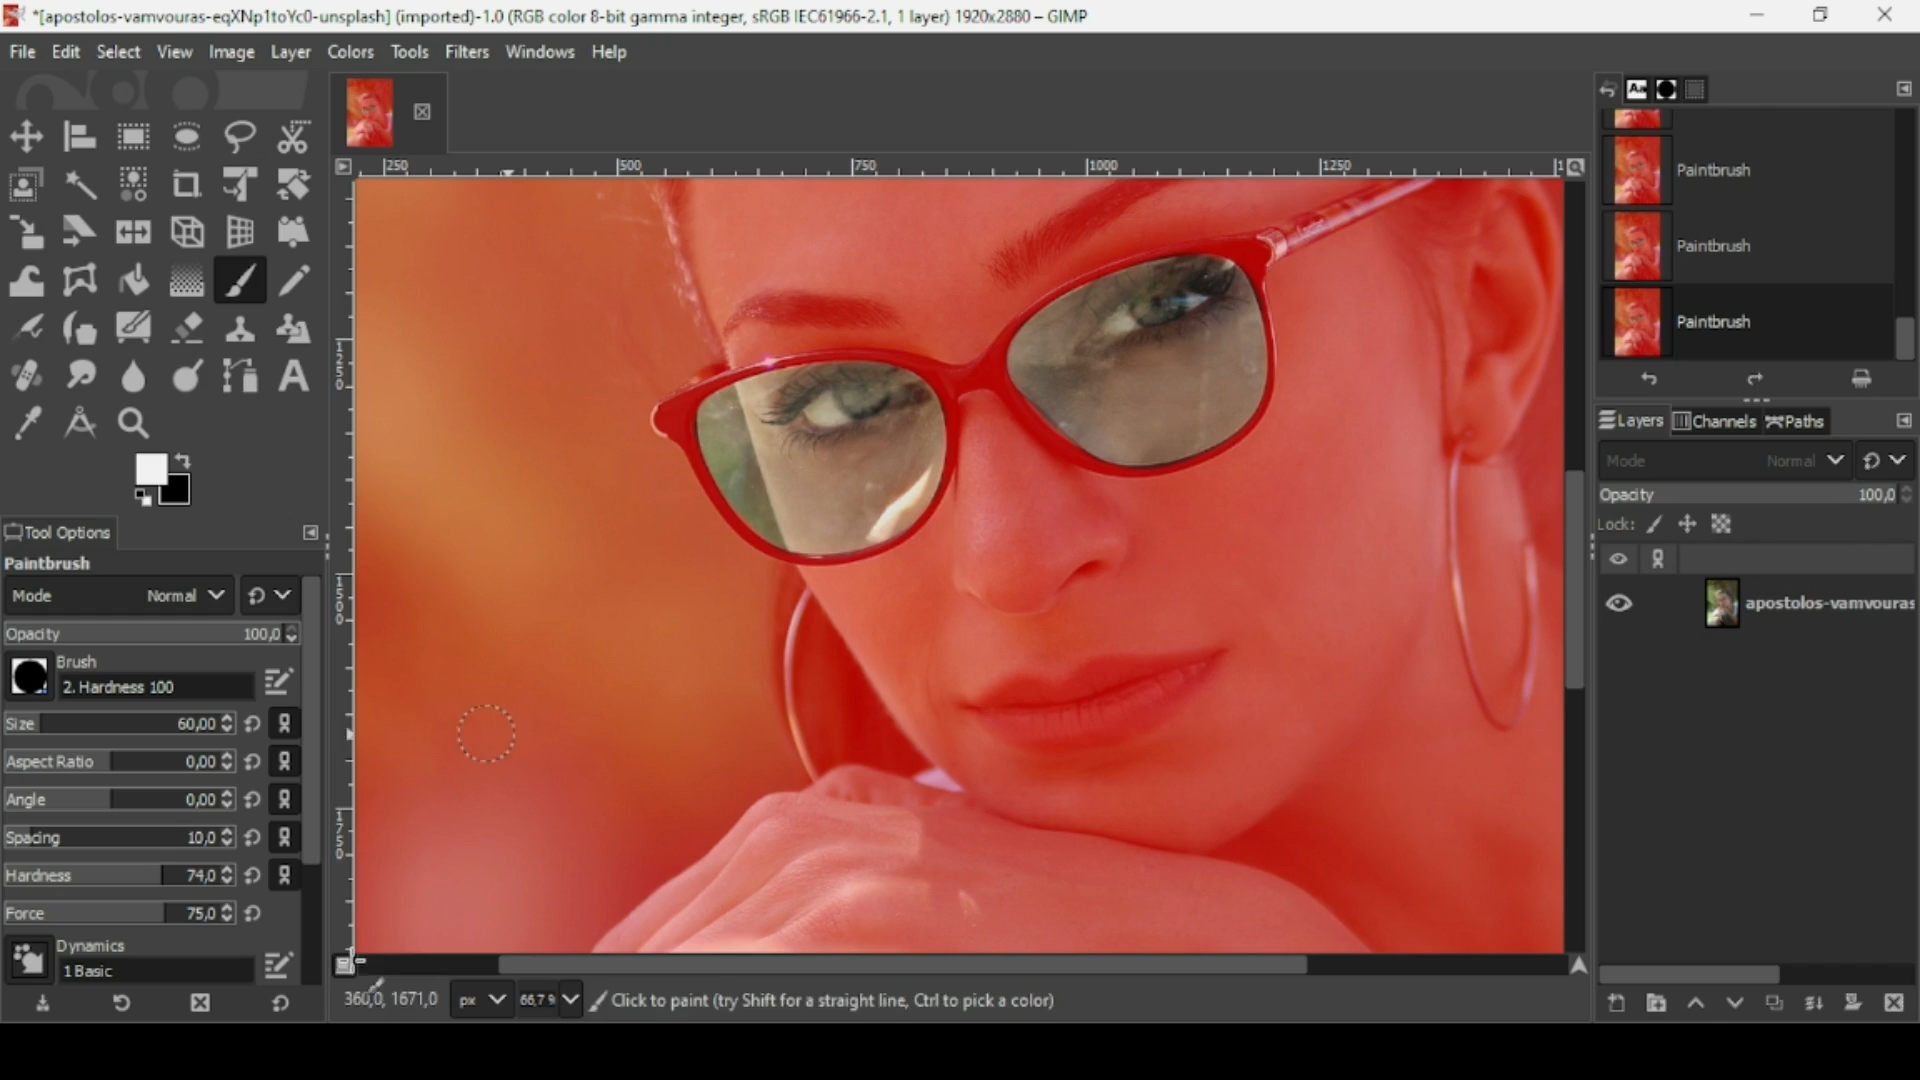 *[apostolos-vamvouras-eqXNp1toYc0-unsplash] (imported)-1.0 (RGB color 8-bit gamma integer, sRGB IEC61966-2.1, 1 layer) 1920x2880 – GIMP
File Edit Select View Image Layer Colors Tools Filters Windows Help
250 500 750 1000 1250 1
1250
1500
1750
Tool Options
Paintbrush
Mode Normal
Opacity 100,0
Brush
2. Hardness 100
Size 60,00
Aspect Ratio 0,00
Angle 0,00
Spacing 10,0
Hardness 74,0
Force 75,0
Dynamics
1 Basic
360,0, 1671,0 px 66,7 % Click to paint (try Shift for a straight line, Ctrl to pick a color)
Aa
Paintbrush
Paintbrush
Paintbrush
Layers Channels Paths
Mode Normal
Opacity 100,0
Lock:
apostolos-vamvouras